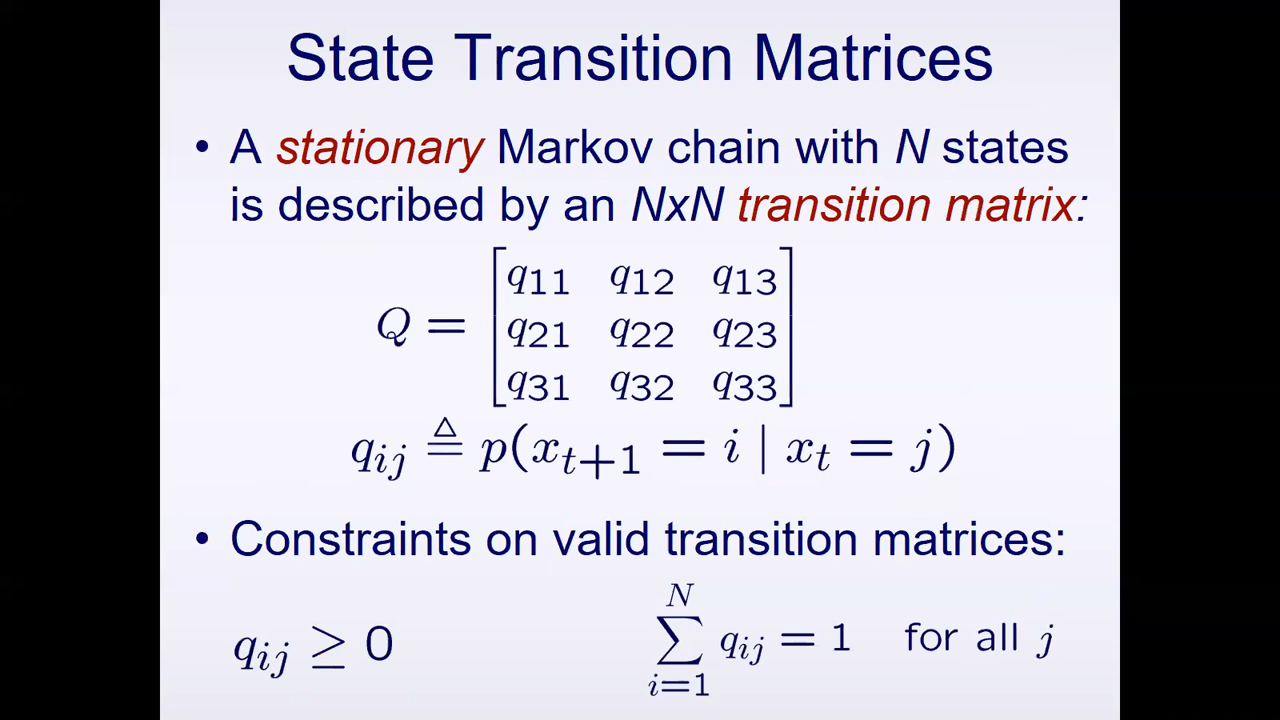 State Transition Matrices
• A stationary Markov chain with N states
is described by an NxN transition matrix:
Q = [ q₁₁ q₁₂ q₁₃
q₂₁ q₂₂ q₂₃
q₃₁ q₃₂ q₃₃ ]
qᵢⱼ ≜ p(xₜ₊₁ = i | xₜ = j)
• Constraints on valid transition matrices:
qᵢⱼ ≥ 0 ∑ᵢ₌₁ᴺ qᵢⱼ = 1 for all j